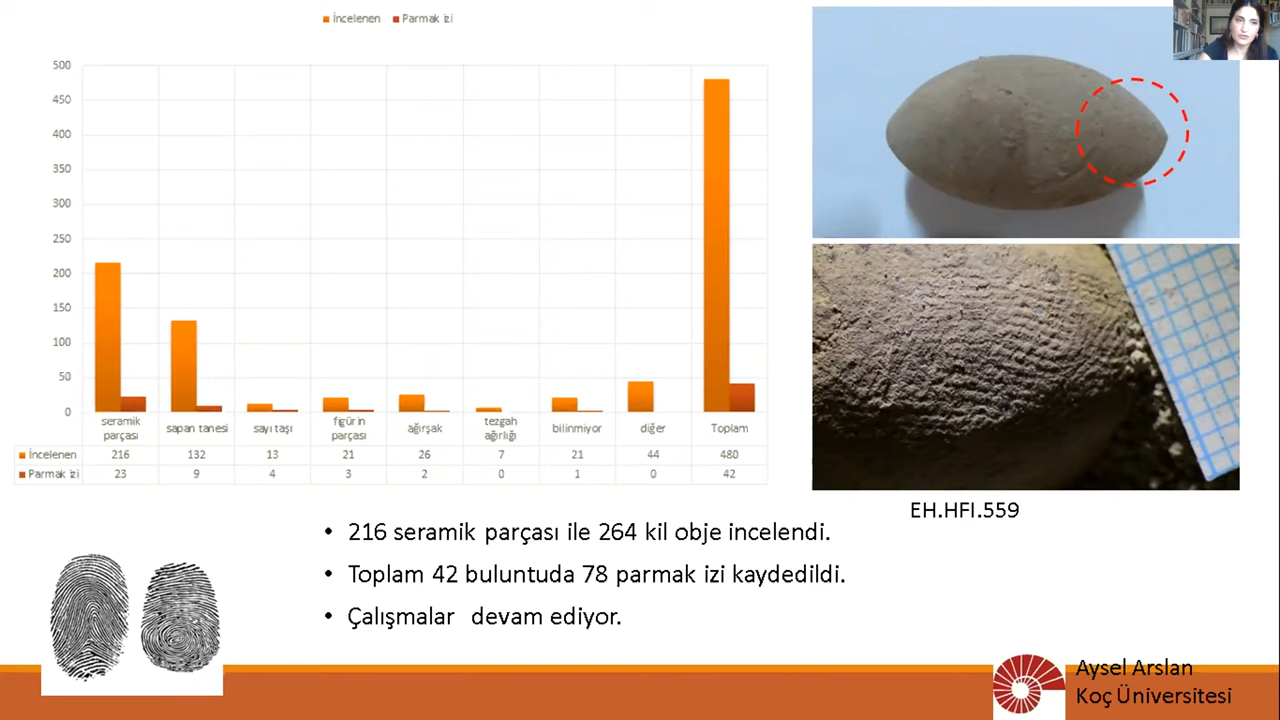 İncelenen Parmak izi
500
450
400
350
300
250
200
150
100
50
0
seramik parçası sapan tanesi sayı taşı figürin parçası ağırşak tezgah ağırlığı bilinmiyor diğer Toplam
İncelenen 216 132 13 21 26 7 21 44 480
Parmak izi 23 9 4 3 2 0 1 0 42
EH.HFI.559
• 216 seramik parçası ile 264 kil obje incelendi.
• Toplam 42 buluntuda 78 parmak izi kaydedildi.
• Çalışmalar devam ediyor.
Aysel Arslan
Koç Üniversitesi